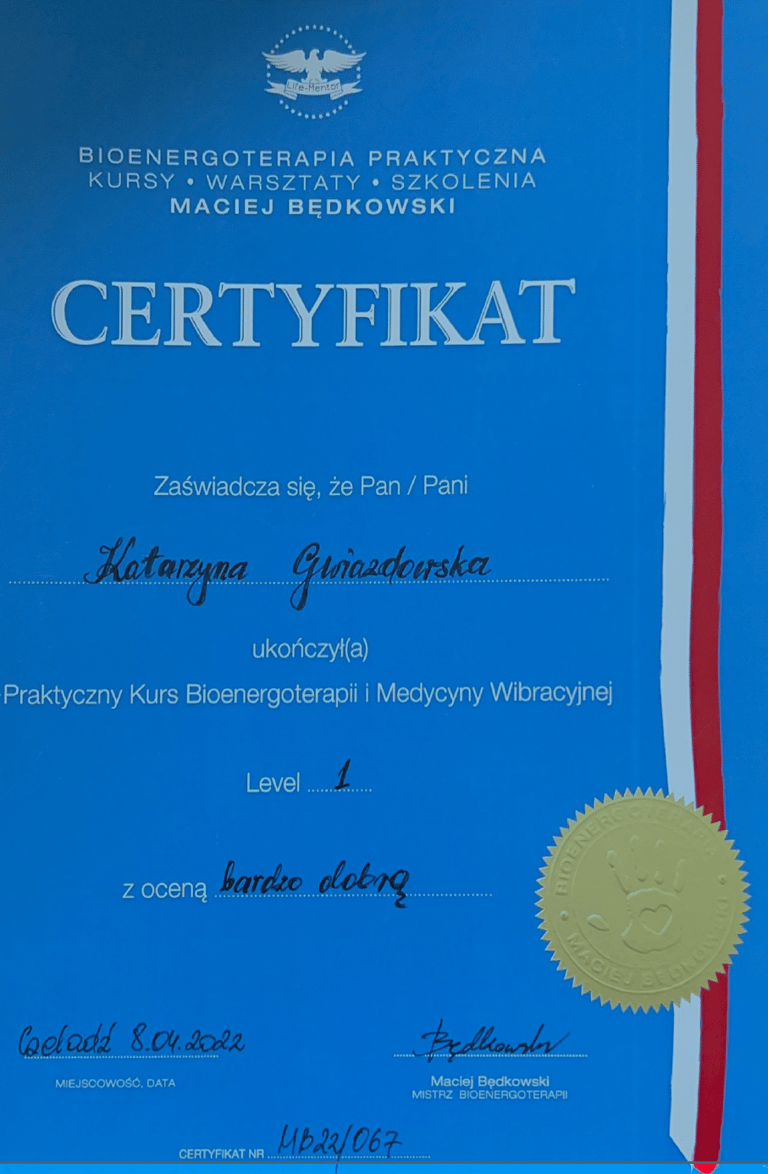 Life-Mentor
BIOENERGOTERAPIA PRAKTYCZNA
KURSY • WARSZTATY • SZKOLENIA
MACIEJ BĘDKOWSKI
CERTYFIKAT
Zaświadcza się, że Pan / Pani
Katarzyna Gwiazdowska
ukończył(a)
Praktyczny Kurs Bioenergoterapii i Medycyny Wibracyjnej
Level 1
z oceną bardzo dobrą
BIOENERGOTERAPIA
MACIEJ BĘDKOWSKI
Czeladź 8.04.2022 Będkowski
MIEJSCOWOŚĆ, DATA Maciej Będkowski
MISTRZ BIOENERGOTERAPII
CERTYFIKAT NR MB22/067